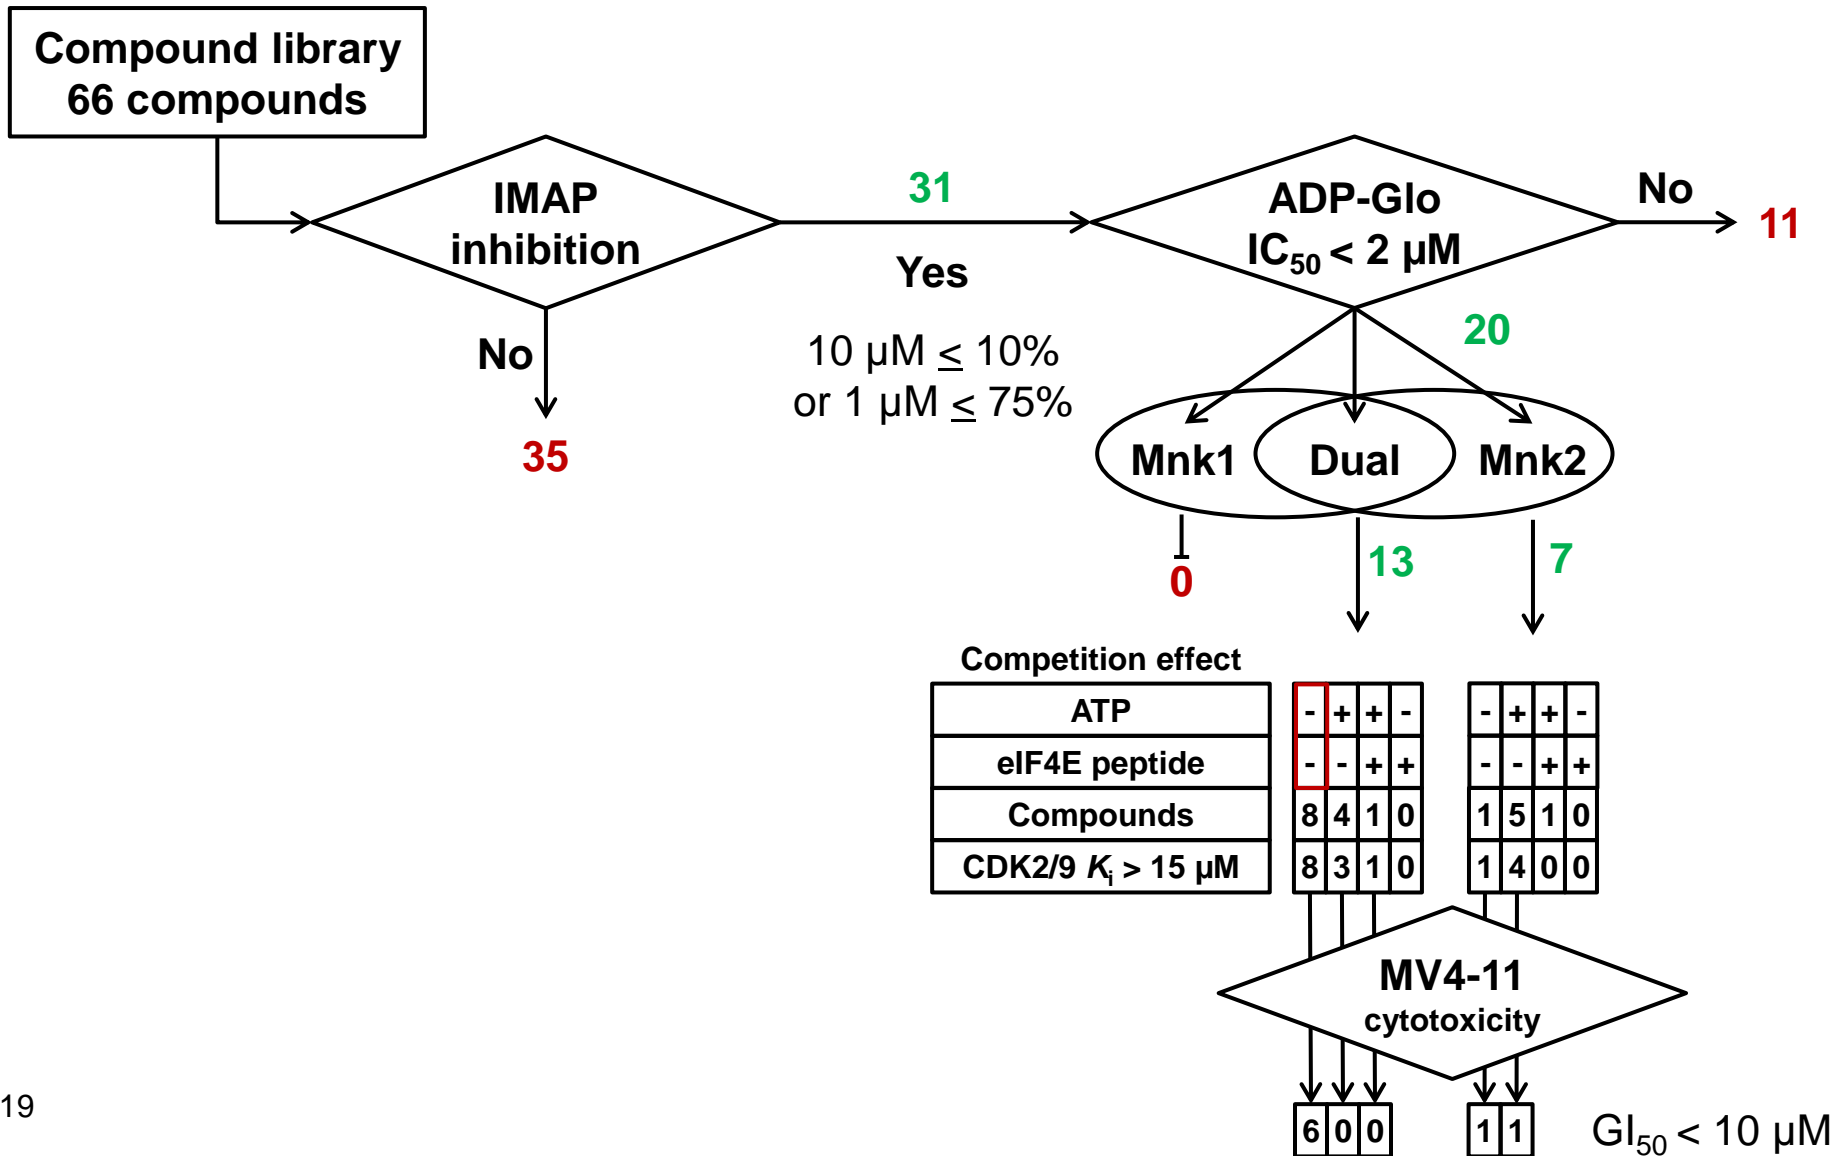 Compound library
66 compounds
IMAP
inhibition
31
Yes
10 µM ≤ 10%
or 1 µM ≤ 75%
No
35
ADP-Glo
IC50 < 2 µM
No
11
20
Mnk1
Dual
Mnk2
0
13
7
Competition effect
ATP - + + - - + + -
eIF4E peptide - - + + - - + +
Compounds 8 4 1 0 1 5 1 0
CDK2/9 Ki > 15 µM 8 3 1 0 1 4 0 0
MV4-11
cytotoxicity
6 0 0 1 1 GI50 < 10 µM
19